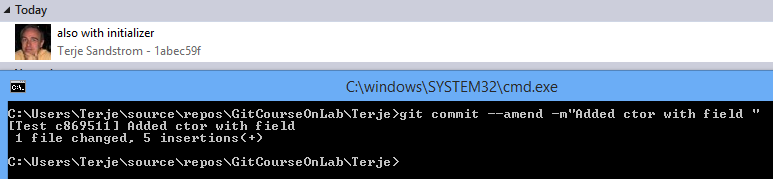 Today
also with initializer
Terje Sandstrom - 1abec59f
C:\windows\SYSTEM32\cmd.exe
C:\Users\Terje\source\repos\GitCourseOnLab\Terje>git commit --amend -m"Added ctor with field "
[Test c869511] Added ctor with field
1 file changed, 5 insertions(+)
C:\Users\Terje\source\repos\GitCourseOnLab\Terje>